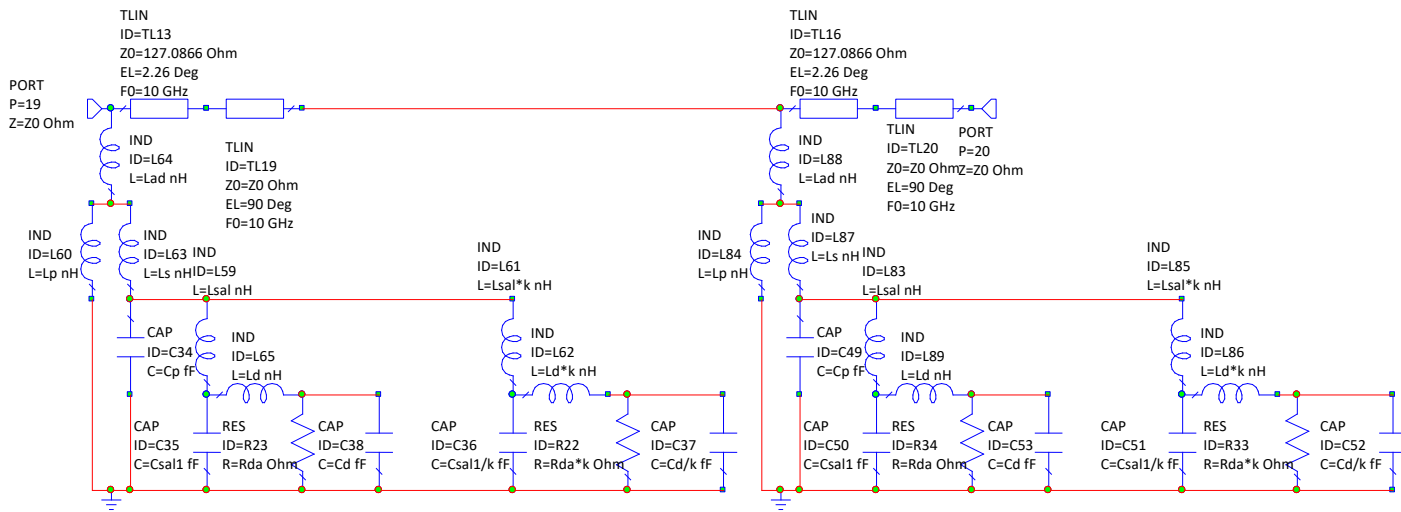 TLIN
ID=TL13
Z0=127.0866 Ohm
EL=2.26 Deg
F0=10 GHz
TLIN
ID=TL16
Z0=127.0866 Ohm
EL=2.26 Deg
F0=10 GHz
PORT
P=19
Z=Z0 Ohm
IND
ID=L64
L=Lad nH
TLIN
ID=TL19
Z0=Z0 Ohm
EL=90 Deg
F0=10 GHz
IND
ID=L88
L=Lad nH
TLIN
ID=TL20
Z0=Z0 Ohm
EL=90 Deg
F0=10 GHz
PORT
P=20
Z=Z0 Ohm
IND
ID=L60
L=Lp nH
IND
ID=L63
L=Ls nH
IND
ID=L59
L=Lsal nH
IND
ID=L61
L=Lsal*k nH
IND
ID=L84
L=Lp nH
IND
ID=L87
L=Ls nH
IND
ID=L83
L=Lsal nH
IND
ID=L85
L=Lsal*k nH
CAP
ID=C34
C=Cp fF
IND
ID=L65
L=Ld nH
IND
ID=L62
L=Ld*k nH
CAP
ID=C49
C=Cp fF
IND
ID=L89
L=Ld nH
IND
ID=L86
L=Ld*k nH
CAP
ID=C35
C=Csal1 fF
RES
ID=R23
R=Rda Ohm
CAP
ID=C38
C=Cd fF
CAP
ID=C36
C=Csal1/k fF
RES
ID=R22
R=Rda*k Ohm
CAP
ID=C37
C=Cd/k fF
CAP
ID=C50
C=Csal1 fF
RES
ID=R34
R=Rda Ohm
CAP
ID=C53
C=Cd fF
CAP
ID=C51
C=Csal1/k fF
RES
ID=R33
R=Rda*k Ohm
CAP
ID=C52
C=Cd/k fF